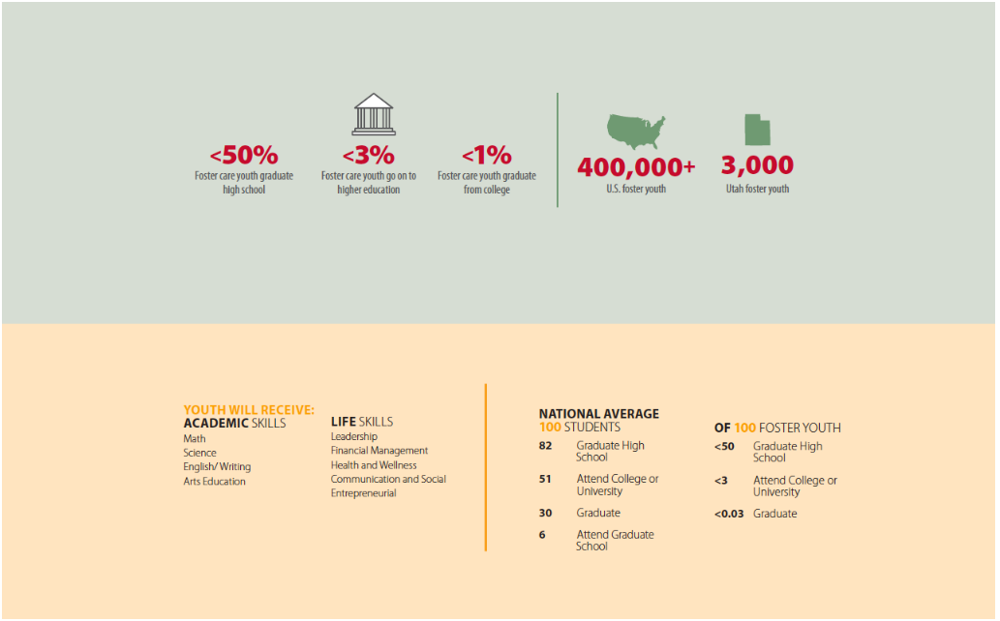 <50%
Foster care youth graduate
high school
<3%
Foster care youth go on to
higher education
<1%
Foster care youth graduate
from college
400,000+
U.S. foster youth
3,000
Utah foster youth
YOUTH WILL RECEIVE:
ACADEMIC SKILLS
Math
Science
English/ Writing
Arts Education
LIFE SKILLS
Leadership
Financial Management
Health and Wellness
Communication and Social
Entrepreneurial
NATIONAL AVERAGE
100 STUDENTS
82 Graduate High
School
51 Attend College or
University
30 Graduate
6 Attend Graduate
School
OF 100 FOSTER YOUTH
<50 Graduate High
School
<3 Attend College or
University
<0.03 Graduate